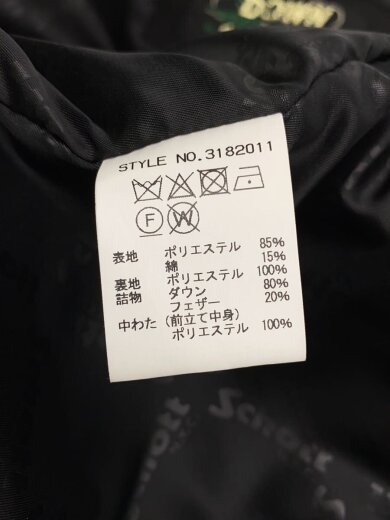 STYLE NO.3182011
F W
表地 ポリエステル 85%
綿 15%
裏地 ポリエステル 100%
詰物 ダウン 80%
フェザー 20%
中わた (前立て中身)
ポリエステル 100%
Schott